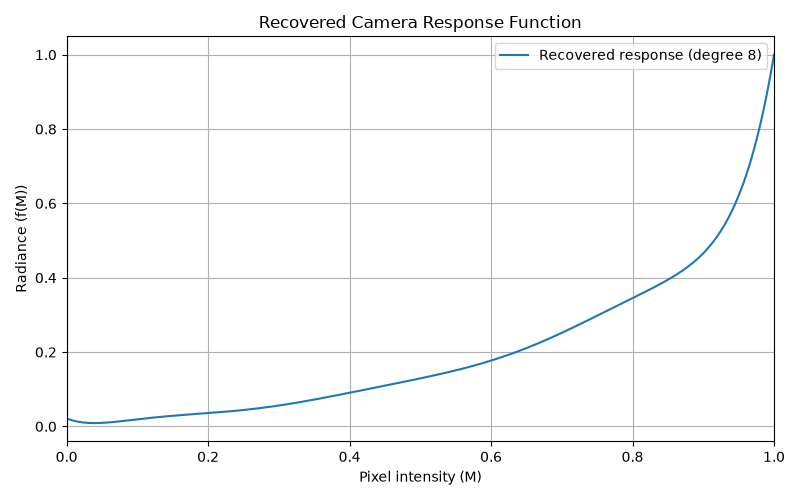 Recovered Camera Response Function
Recovered response (degree 8)
Radiance (f(M))
1.0
0.8
0.6
0.4
0.2
0.0
0.0 0.2 0.4 0.6 0.8 1.0
Pixel intensity (M)